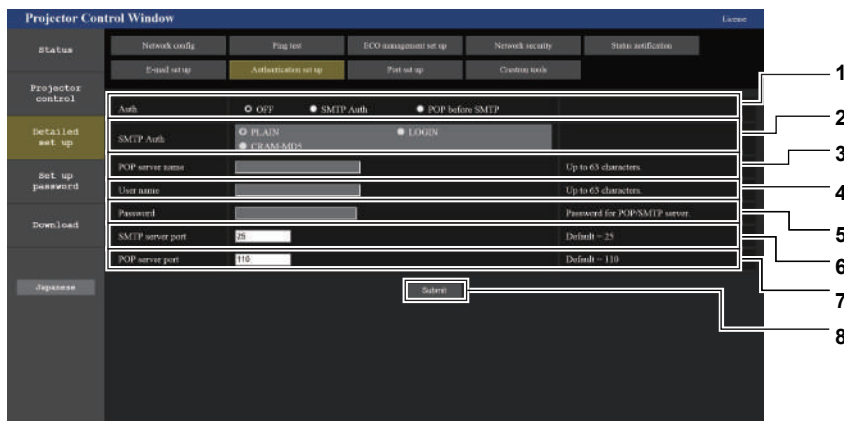 Projector Control Window License
Status Network config Ping test ECO management set up Network security Status notification
E-mail set up Authentication set up Port set up Crestron tools
Projector
control
Auth OFF SMTP Auth POP before SMTP 1
Detailed
set up
SMTP Auth PLAIN LOGIN 2
CRAM-MD5
POP server name Up to 63 characters. 3
Set up
password
User name Up to 63 characters. 4
Password Password for POP/SMTP server. 5
Download
SMTP server port 25 Default = 25 6
POP server port 110 Default = 110 7
Japanese Submit 8